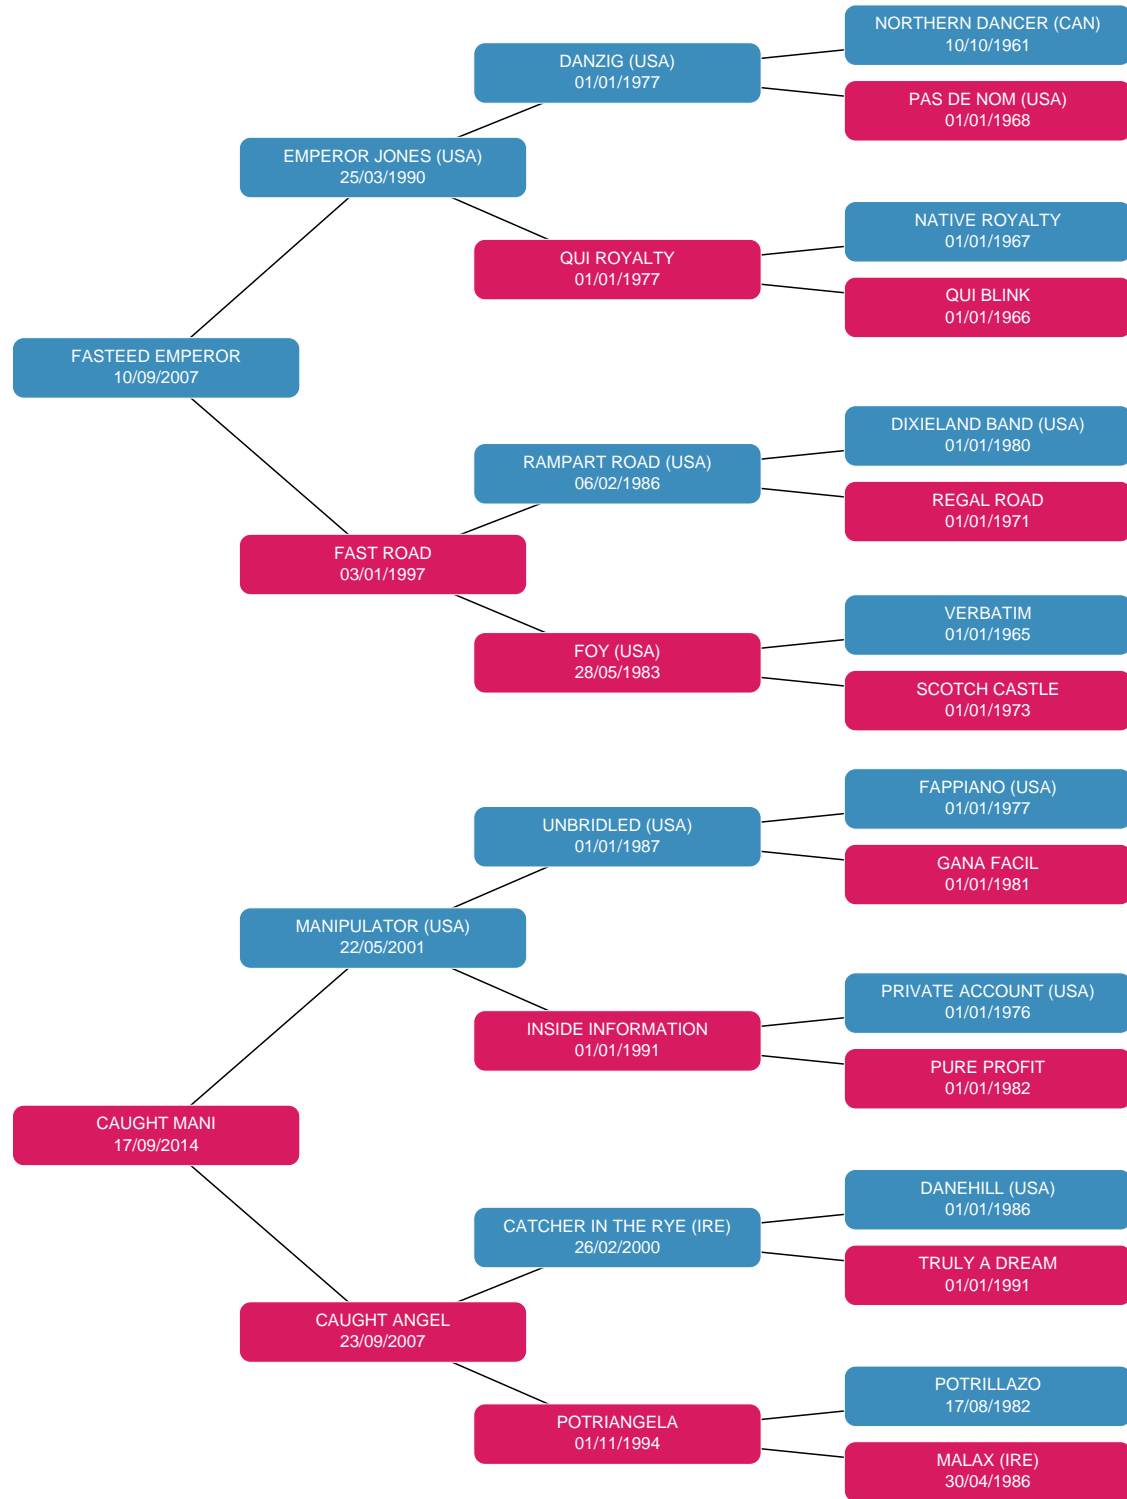 NORTHERN DANCER (CAN)
10/10/1961
DANZIG (USA)
01/01/1977
PAS DE NOM (USA)
01/01/1968
EMPEROR JONES (USA)
25/03/1990
NATIVE ROYALTY
01/01/1967
QUI ROYALTY
01/01/1977
QUI BLINK
01/01/1966
FASTEED EMPEROR
10/09/2007
DIXIELAND BAND (USA)
01/01/1980
RAMPART ROAD (USA)
06/02/1986
REGAL ROAD
01/01/1971
FAST ROAD
03/01/1997
VERBATIM
01/01/1965
FOY (USA)
28/05/1983
SCOTCH CASTLE
01/01/1973
FAPPIANO (USA)
01/01/1977
UNBRIDLED (USA)
01/01/1987
GANA FACIL
01/01/1981
MANIPULATOR (USA)
22/05/2001
PRIVATE ACCOUNT (USA)
01/01/1976
INSIDE INFORMATION
01/01/1991
PURE PROFIT
01/01/1982
CAUGHT MANI
17/09/2014
DANEHILL (USA)
01/01/1986
CATCHER IN THE RYE (IRE)
26/02/2000
TRULY A DREAM
01/01/1991
CAUGHT ANGEL
23/09/2007
POTRILLAZO
17/08/1982
POTRIANGELA
01/11/1994
MALAX (IRE)
30/04/1986